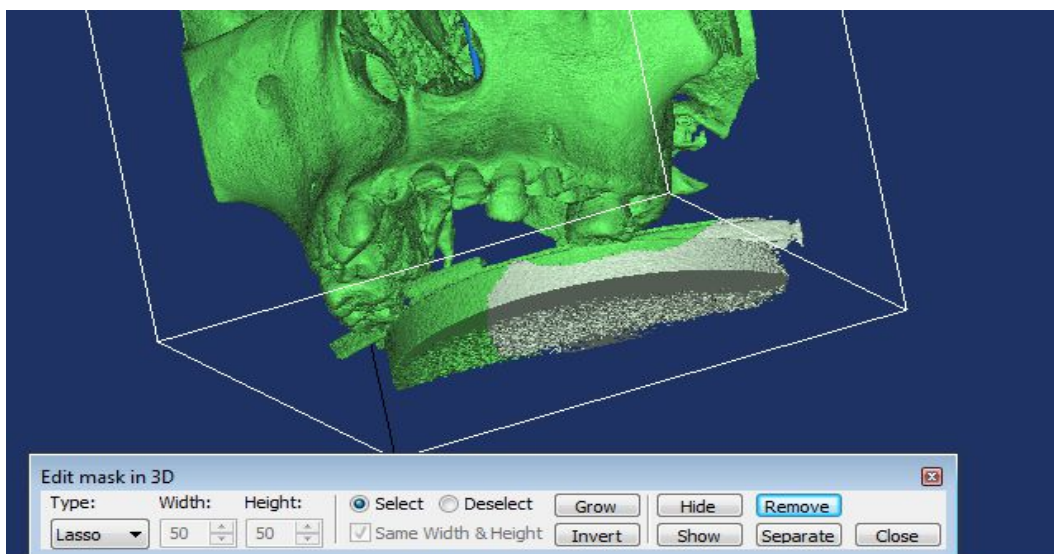 Edit mask in 3D
Type: Width: Height: Select Deselect Grow Hide Remove
Lasso 50 50 Same Width & Height Invert Show Separate Close